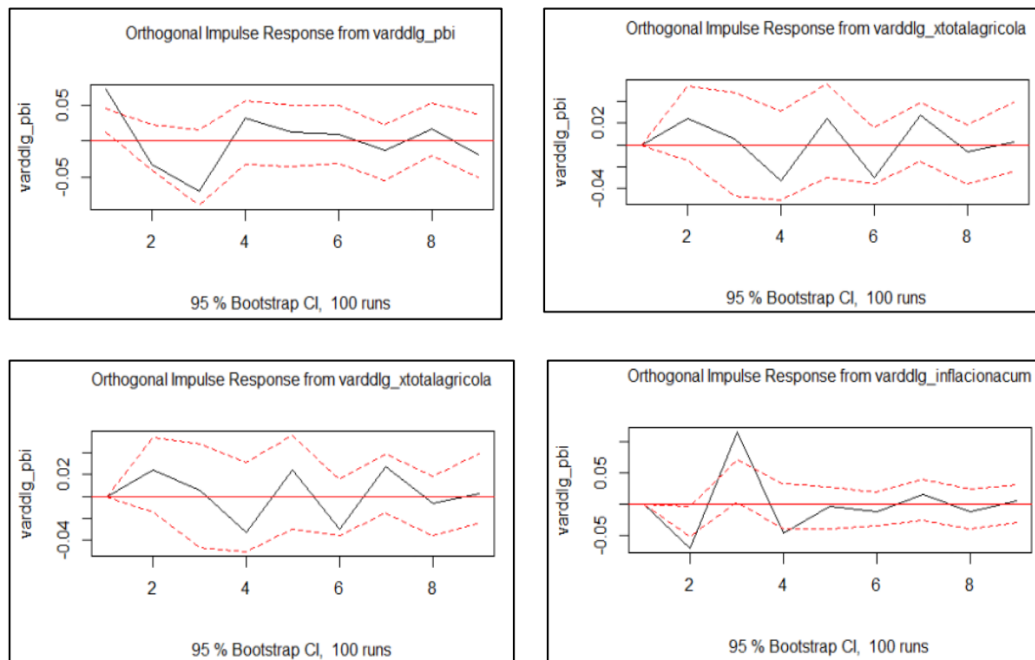 Orthogonal Impulse Response from varddlg_pbi
varddlg_pbi
0.05
-0.05
2 4 6 8
95 % Bootstrap CI, 100 runs
Orthogonal Impulse Response from varddlg_xtotalagricola
varddlg_pbi
0.02
-0.04
2 4 6 8
95 % Bootstrap CI, 100 runs
Orthogonal Impulse Response from varddlg_xtotalagricola
varddlg_pbi
0.02
-0.04
2 4 6 8
95 % Bootstrap CI, 100 runs
Orthogonal Impulse Response from varddlg_inflacionacum
varddlg_pbi
0.05
-0.05
2 4 6 8
95 % Bootstrap CI, 100 runs